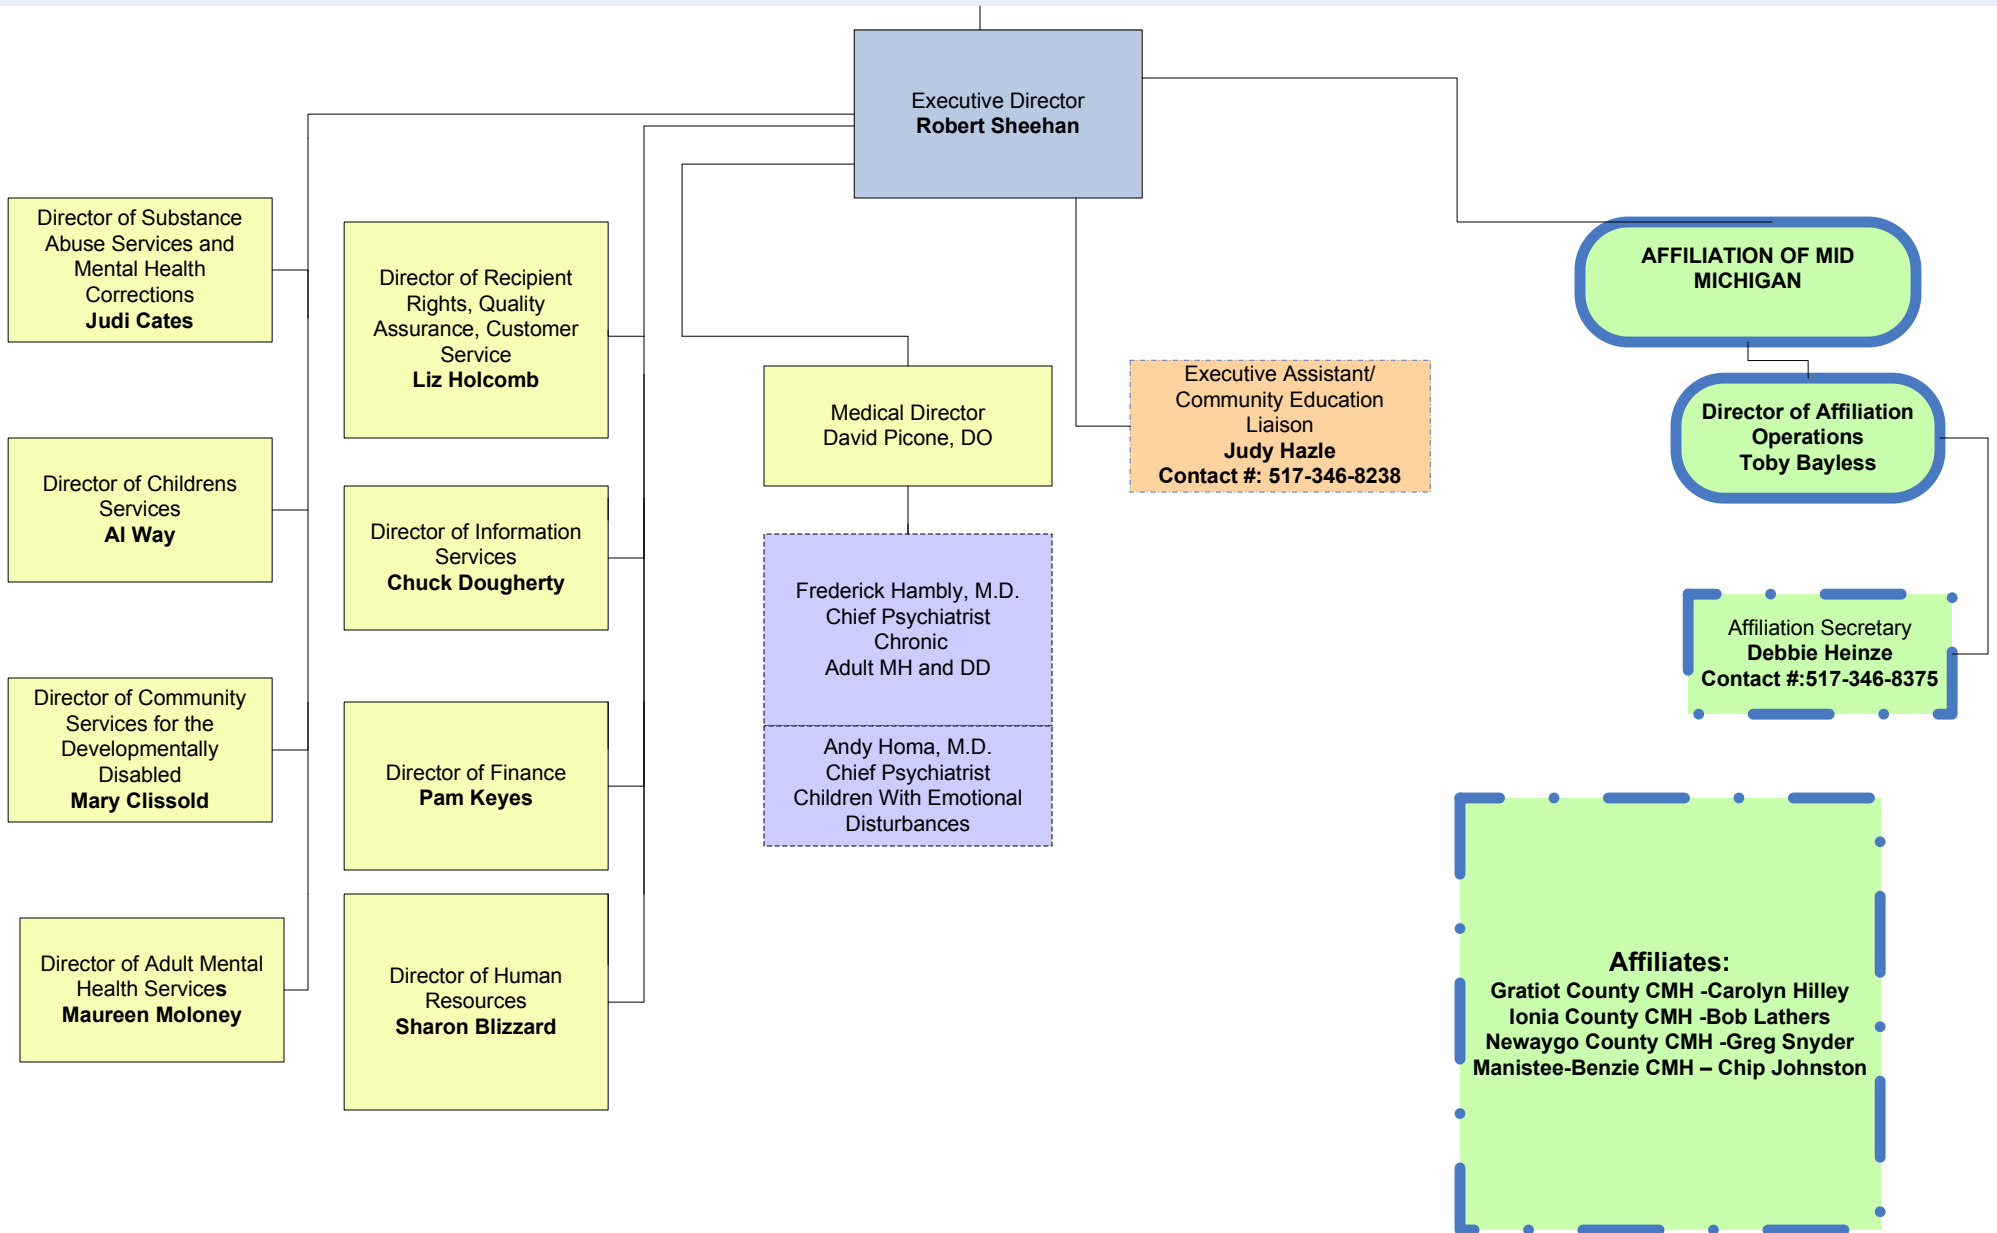 Executive Director
Robert Sheehan
Director of Substance
Abuse Services and
Mental Health
Corrections
Judi Cates
Director of Childrens
Services
Al Way
Director of Community
Services for the
Developmentally
Disabled
Mary Clissold
Director of Adult Mental
Health Services
Maureen Moloney
Director of Recipient
Rights, Quality
Assurance, Customer
Service
Liz Holcomb
Director of Information
Services
Chuck Dougherty
Director of Finance
Pam Keyes
Director of Human
Resources
Sharon Blizzard
Medical Director
David Picone, DO
Frederick Hambly, M.D.
Chief Psychiatrist
Chronic
Adult MH and DD
Andy Homa, M.D.
Chief Psychiatrist
Children With Emotional
Disturbances
Executive Assistant/
Community Education
Liaison
Judy Hazle
Contact #: 517-346-8238
AFFILIATION OF MID
MICHIGAN
Director of Affiliation
Operations
Toby Bayless
Affiliation Secretary
Debbie Heinze
Contact #:517-346-8375
Affiliates:
Gratiot County CMH -Carolyn Hilley
Ionia County CMH -Bob Lathers
Newaygo County CMH -Greg Snyder
Manistee-Benzie CMH – Chip Johnston